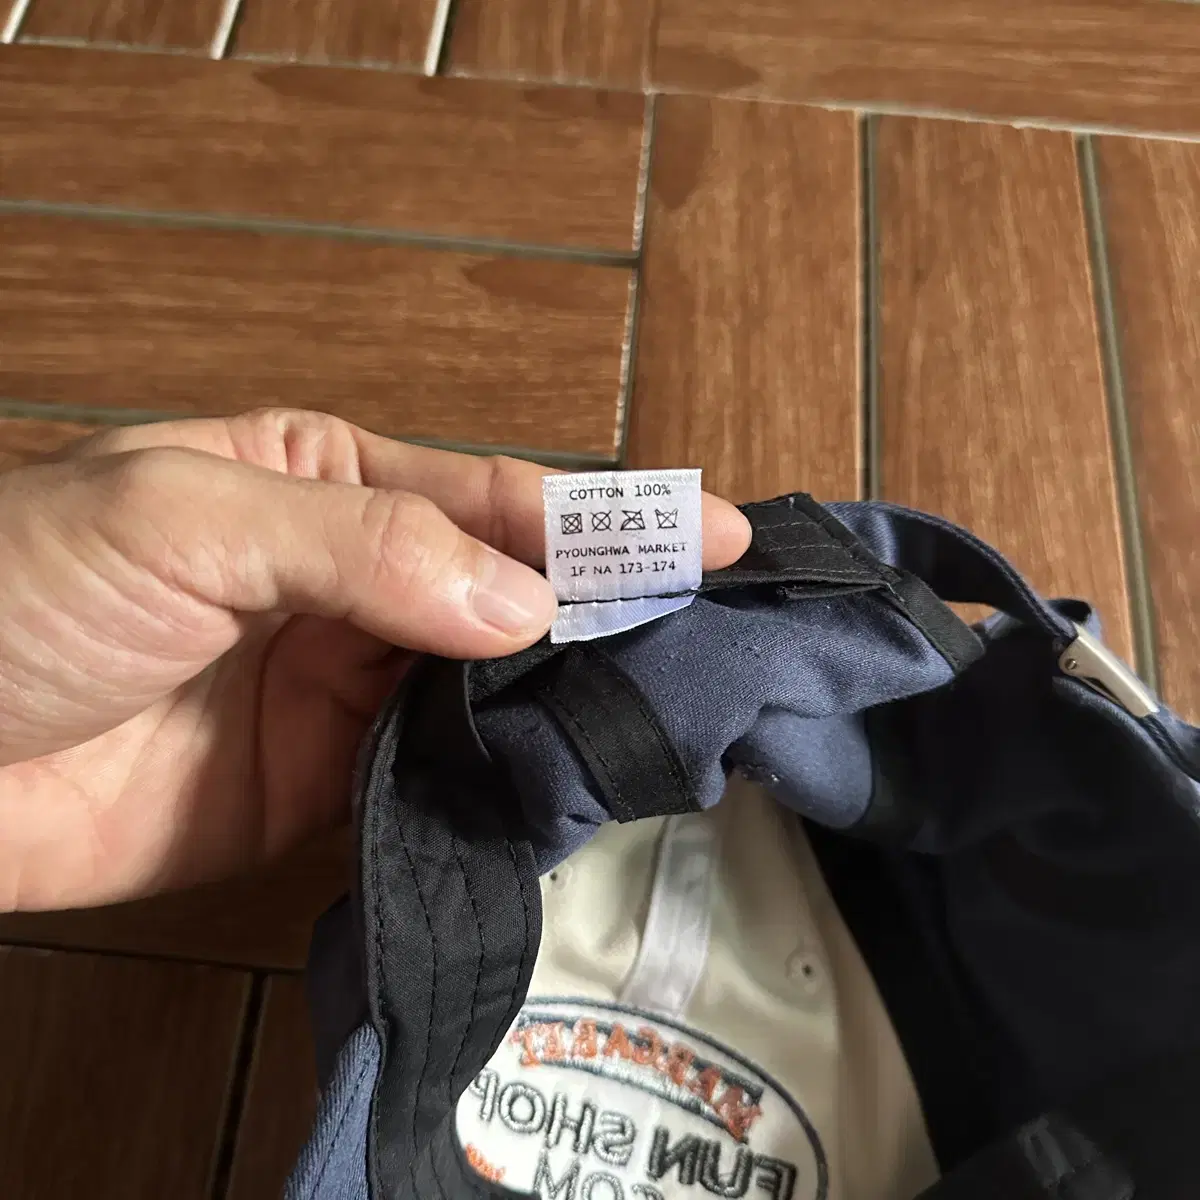 COTTON 100%
PYOUNGHWA MARKET
1F NA 173-174
FUN SHOP
.COM